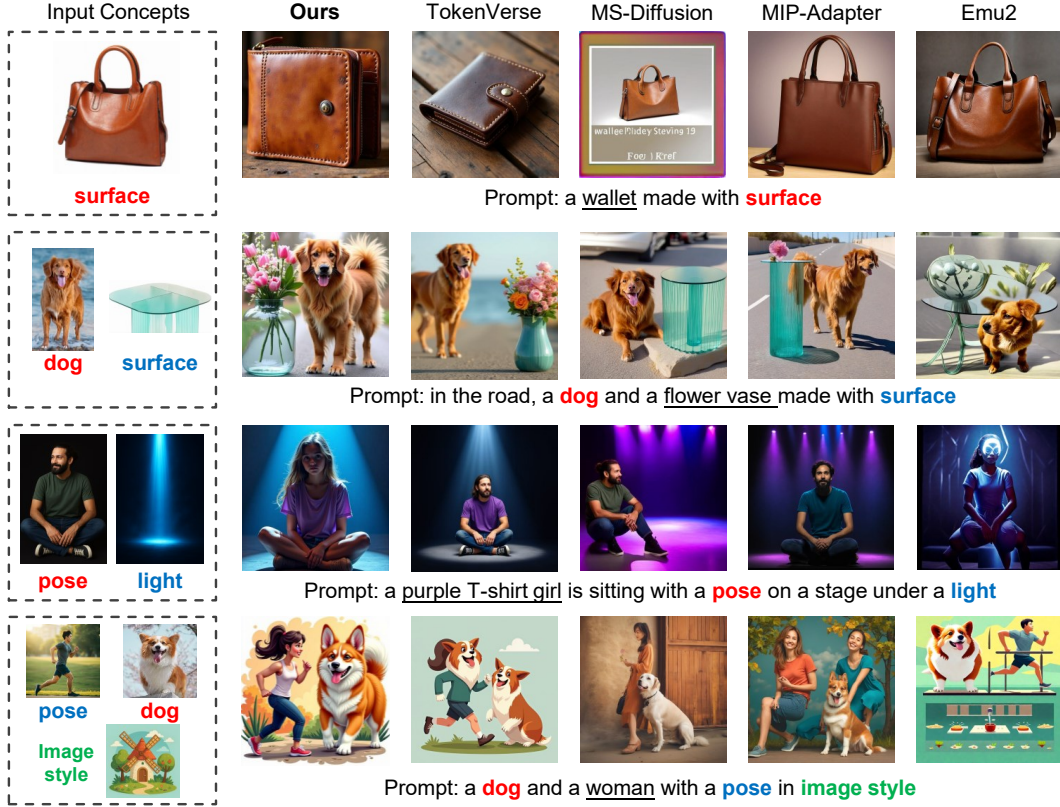 Input Concepts
Ours
TokenVerse
MS-Diffusion
MIP-Adapter
Emu2
surface
Prompt: a wallet made with surface
dog
surface
Prompt: in the road, a dog and a flower vase made with surface
pose
light
Prompt: a purple T-shirt girl is sitting with a pose on a stage under a light
pose
dog
Image
style
Prompt: a dog and a woman with a pose in image style